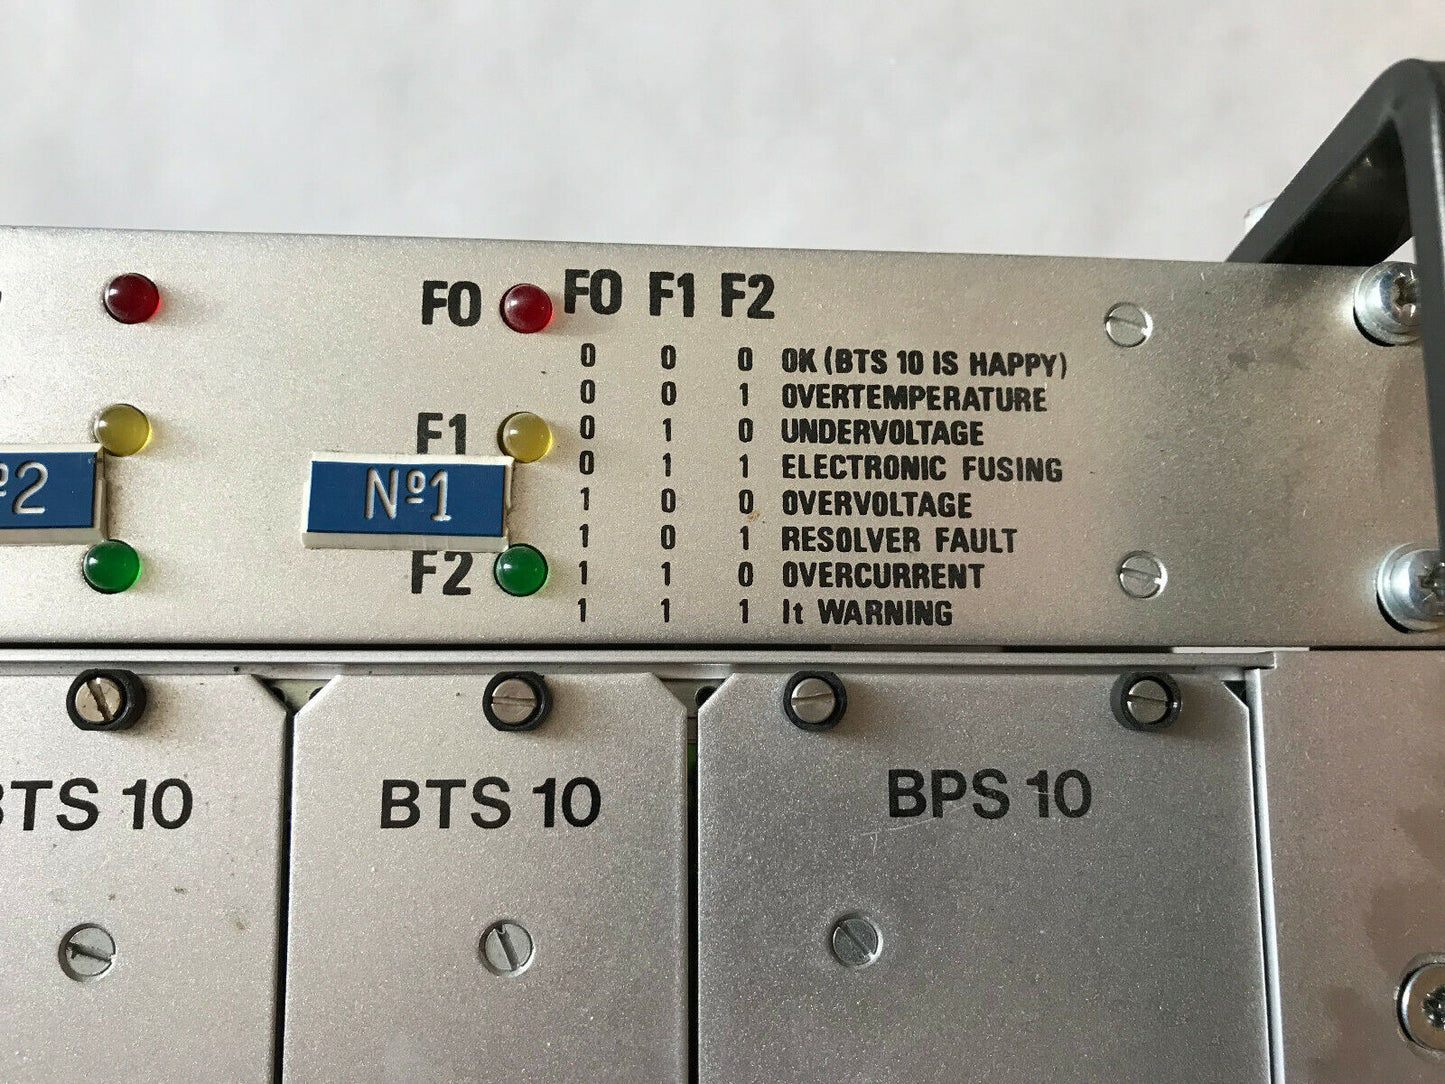 F0 F0 F1 F2
0 0 0 OK (BTS 10 IS HAPPY)
0 0 1 OVERTEMPERATURE
F1 0 1 0 UNDERVOLTAGE
0 1 1 ELECTRONIC FUSING
º2 Nº1 1 0 0 OVERVOLTAGE
1 0 1 RESOLVER FAULT
F2 1 1 0 OVERCURRENT
1 1 1 It WARNING
BTS 10 BTS 10 BPS 10